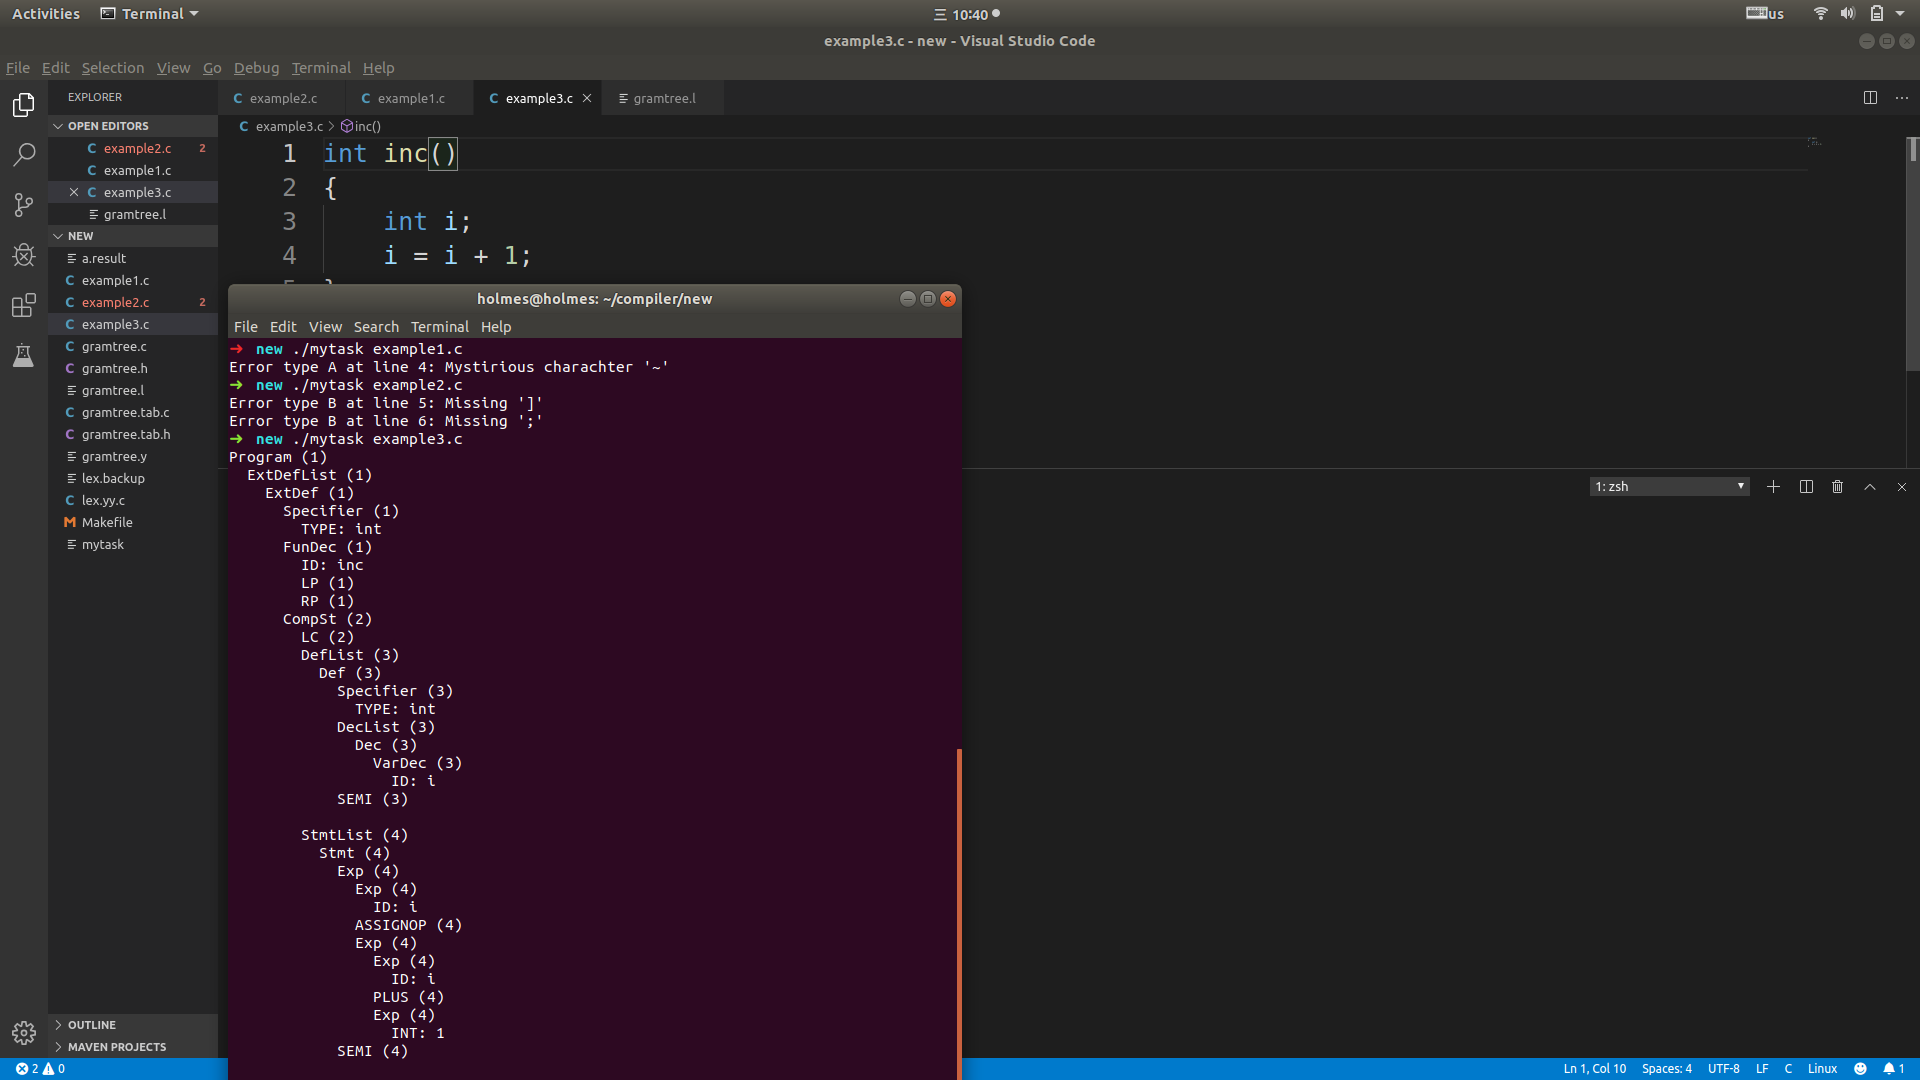 Activities Terminal 10:40 us
example3.c - new - Visual Studio Code
File Edit Selection View Go Debug Terminal Help
EXPLORER
OPEN EDITORS
example2.c 2
example1.c
example3.c
gramtree.l
NEW
a.result
example1.c
example2.c 2
example3.c
gramtree.c
gramtree.h
gramtree.l
gramtree.tab.c
gramtree.tab.h
gramtree.y
lex.backup
lex.yy.c
Makefile
mytask
OUTLINE
MAVEN PROJECTS
example2.c example1.c example3.c gramtree.l
example3.c > inc()
1 int inc()
2 {
3 int i;
4 i = i + 1;
holmes@holmes: ~/compiler/new
File Edit View Search Terminal Help
➜ new ./mytask example1.c
Error type A at line 4: Mystirious charachter '~'
➜ new ./mytask example2.c
Error type B at line 5: Missing ']'
Error type B at line 6: Missing ';'
➜ new ./mytask example3.c
Program (1)
ExtDefList (1)
ExtDef (1)
Specifier (1)
TYPE: int
FunDec (1)
ID: inc
LP (1)
RP (1)
CompSt (2)
LC (2)
DefList (3)
Def (3)
Specifier (3)
TYPE: int
DecList (3)
Dec (3)
VarDec (3)
ID: i
SEMI (3)
StmtList (4)
Stmt (4)
Exp (4)
Exp (4)
ID: i
ASSIGNOP (4)
Exp (4)
Exp (4)
ID: i
PLUS (4)
Exp (4)
INT: 1
SEMI (4)
1: zsh
2 0 Ln 1, Col 10 Spaces: 4 UTF-8 LF C Linux 1